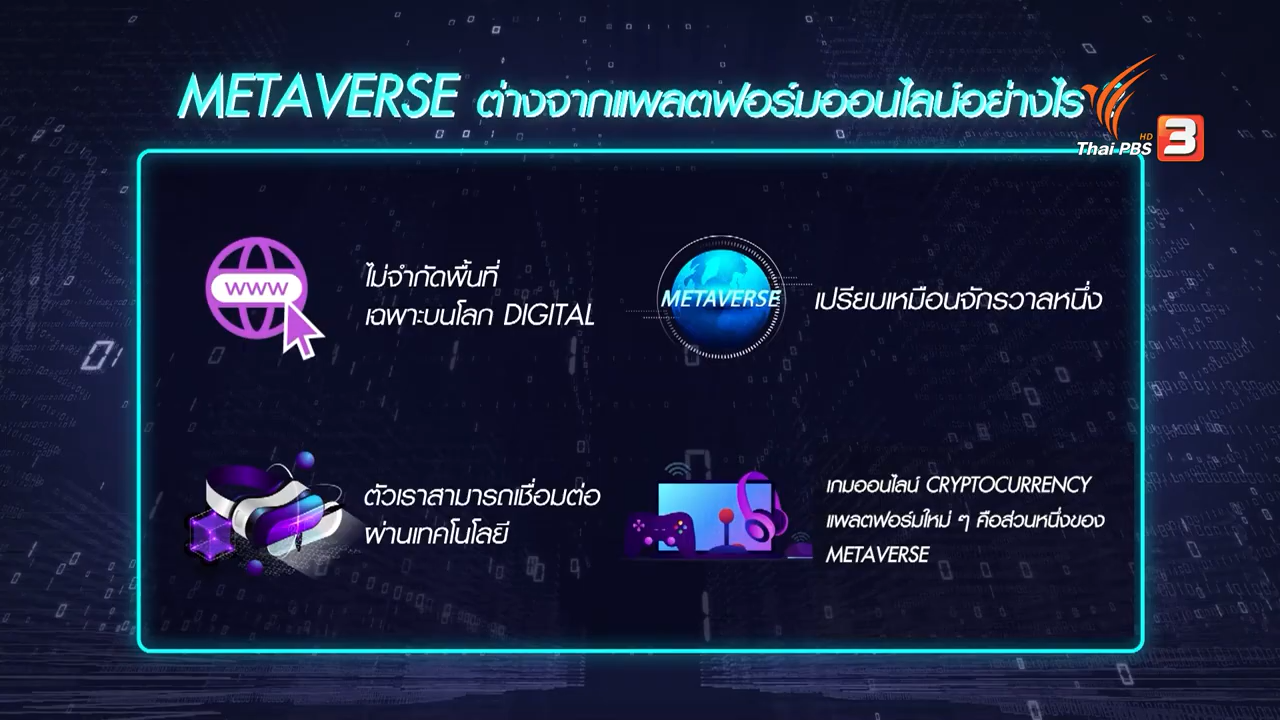 METAVERSE ต่างจากแพลตฟอร์มออนไลน์อย่างไร
HD
Thai PBS 3
WWW
ไม่จำกัดพื้นที่
เฉพาะบนโลก DIGITAL
METAVERSE
เปรียบเหมือนจักรวาลหนึ่ง
ตัวเราสามารถเชื่อมต่อ
ผ่านเทคโนโลยี
เกมออนไลน์ CRYPTOCURRENCY
แพลตฟอร์มใหม่ ๆ คือส่วนหนึ่งของ
METAVERSE